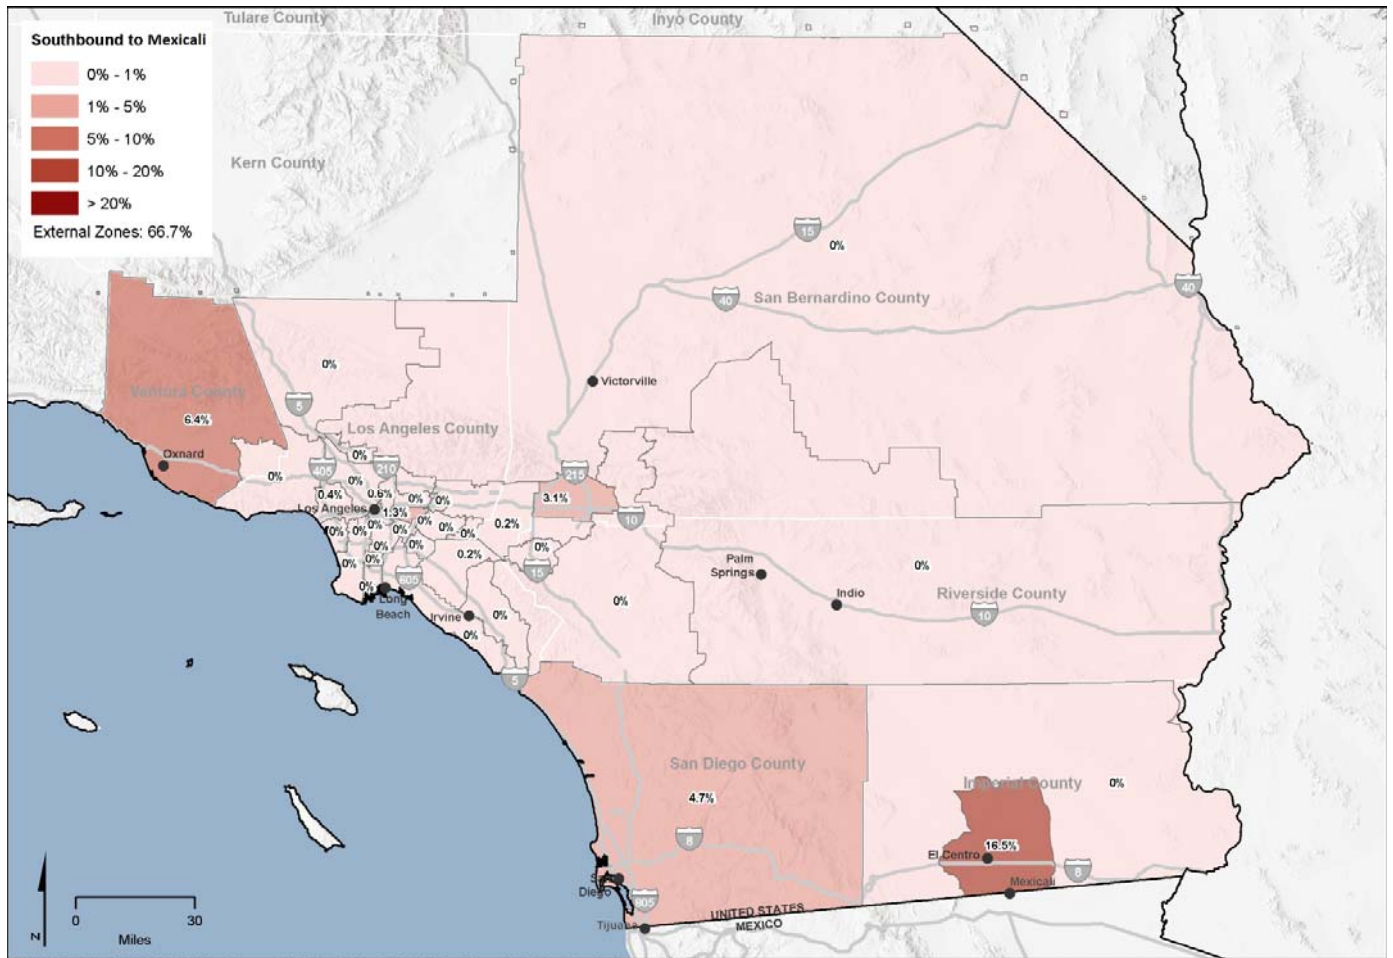 Tulare County
Inyo County
Southbound to Mexicali
0% - 1%
1% - 5%
5% - 10%
10% - 20%
> 20%
External Zones: 66.7%
Kern County
15
0%
40
San Bernardino County
40
0%
Victorville
Ventura County
5
6.4%
Los Angeles County
Oxnard
0%
405
210
215
0%
0%
0.4%
0.6%
0%
0%
3.1%
Los Angeles
1.3%
0%
0.2%
10
0%
0%
0%
0%
0%
0%
0%
0%
0.2%
0%
0%
0%
605
15
Palm
Springs
0%
0%
Long
Beach
Irvine
0%
0%
0%
Indio
Riverside County
10
5
San Diego County
Imperial County
0%
4.7%
8
16.5%
El Centro
8
San
Diego
Mexicali
805
UNITED STATES
MEXICO
Tijuana
0
30
Miles
N